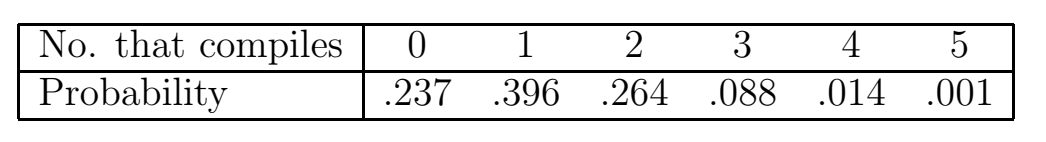 No. that compiles 0 1 2 3 4 5
Probability .237 .396 .264 .088 .014 .001